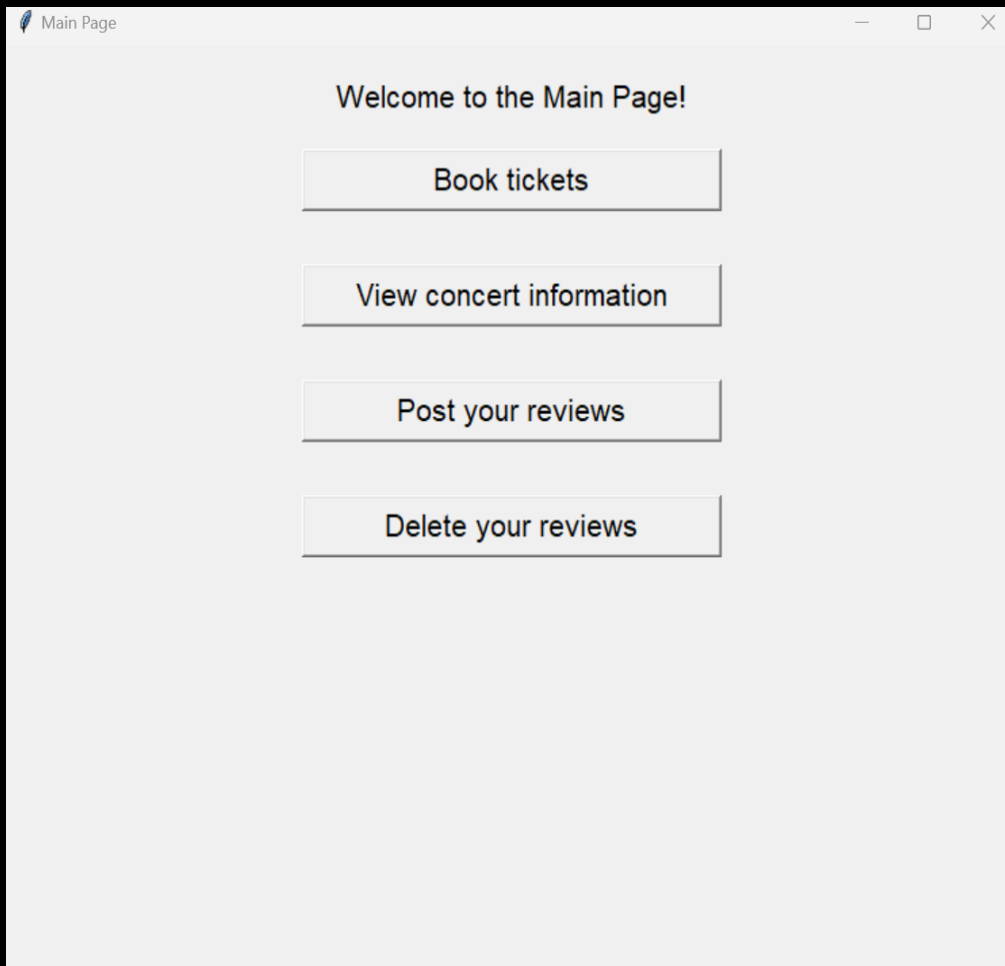 Main Page
Welcome to the Main Page!
Book tickets
View concert information
Post your reviews
Delete your reviews